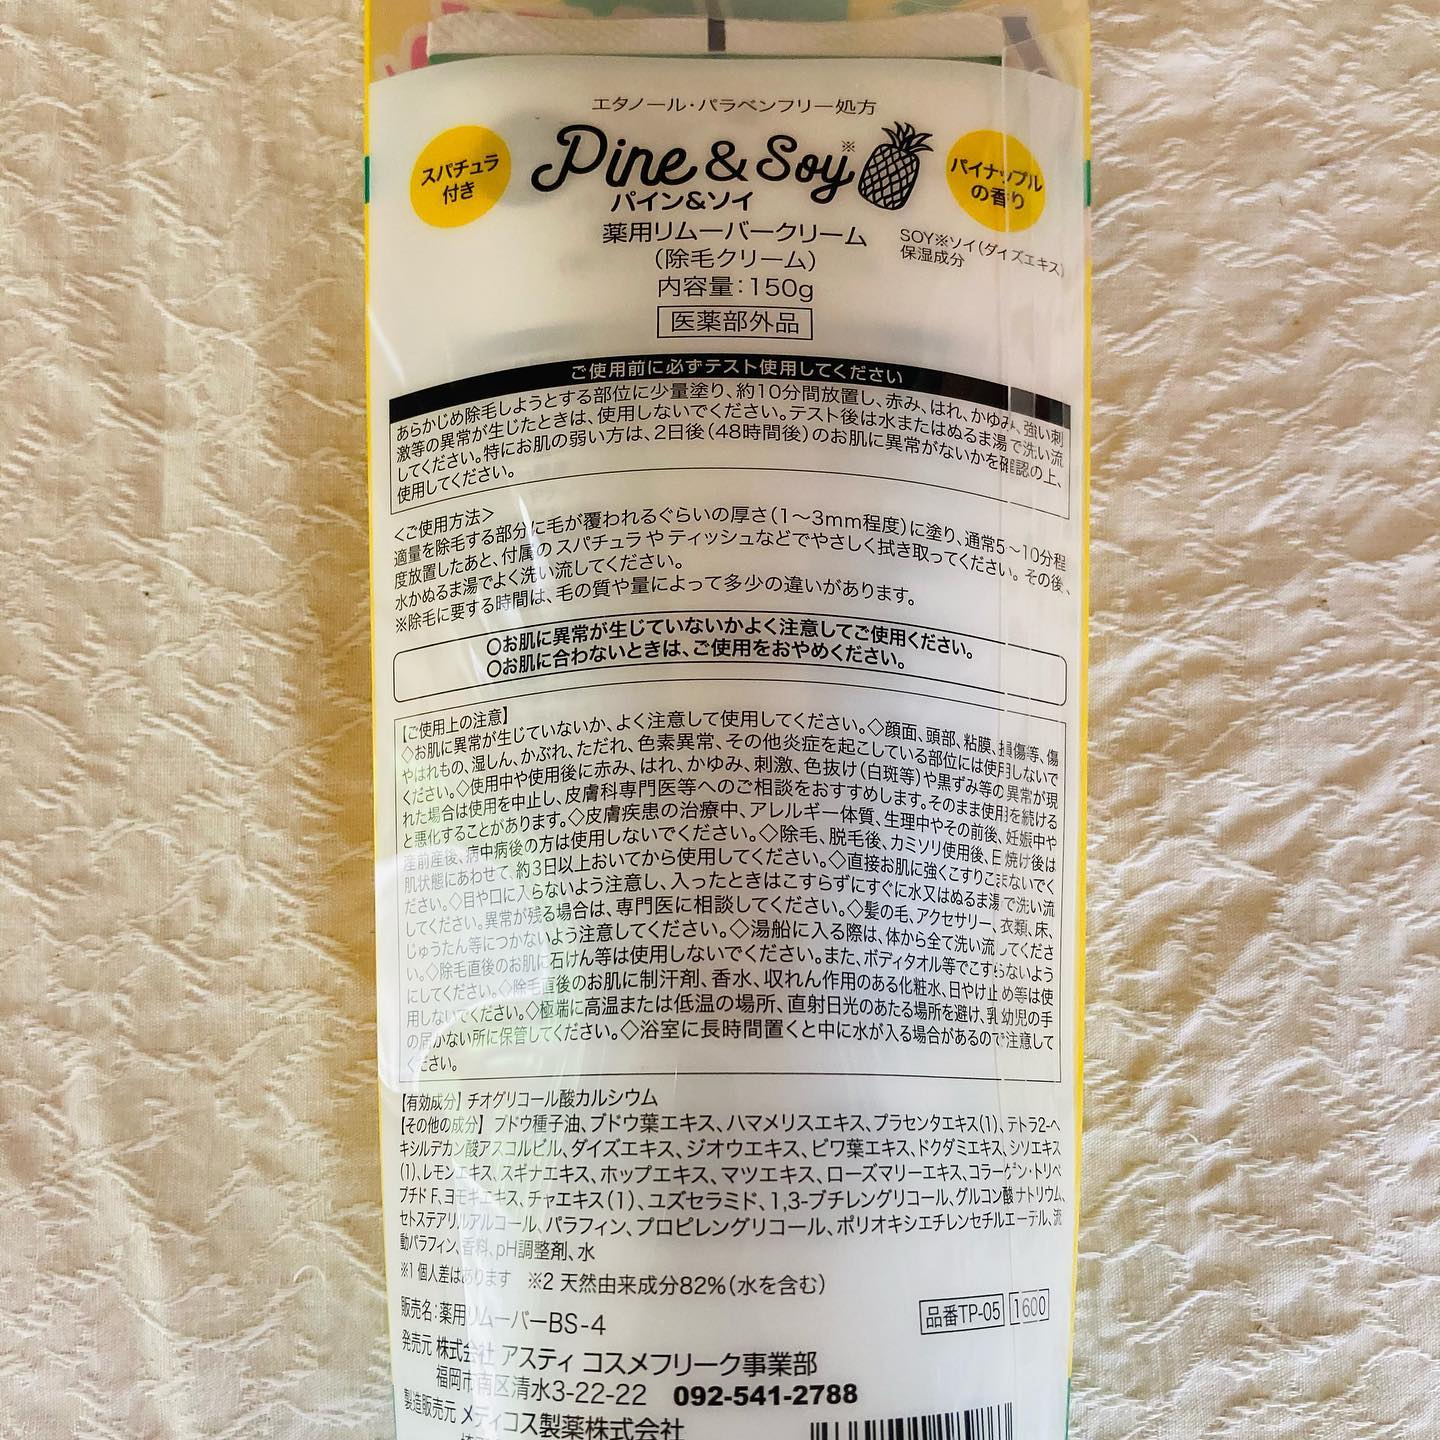 エタノール・パラベンフリー処方
スパチュラ
付き
Pine & Soy※
パイナップル
の香り
パイン&ソイ
薬用リムーバークリーム
(除毛クリーム)
SOY※ソイ(ダイズエキス)
保湿成分
内容量:150g
医薬部外品
ご使用前に必ずテスト使用してください
あらかじめ除毛しようとする部位に少量塗り、約10分間放置し、赤み、はれ、かゆみ、強い刺
激等の異常が生じたときは、使用しないでください。テスト後は水またはぬるま湯で洗い流
してください。特にお肌の弱い方は、2日後(48時間後)のお肌に異常がないかを確認の上、
使用してください。
<ご使用方法>
適量を除毛する部分に毛が覆われるぐらいの厚さ(1～3mm程度)に塗り、通常5～10分程
度放置したあと、付属のスパチュラやティッシュなどでやさしく拭き取ってください。その後、
水かぬるま湯でよく洗い流してください。
※除毛に要する時間は、毛の質や量によって多少の違いがあります。
○お肌に異常が生じていないかよく注意してご使用ください。
○お肌に合わないときは、ご使用をおやめください。
【ご使用上の注意】
◇お肌に異常が生じていないか、よく注意して使用してください。◇顔面、頭部、粘膜、損傷等、傷
やはれもの、湿しん、かぶれ、ただれ、色素異常、その他炎症を起こしている部位には使用しないで
ください。◇使用中や使用後に赤み、はれ、かゆみ、刺激、色抜け(白斑等)や黒ずみ等の異常が現
れた場合は使用を中止し、皮膚科専門医等へのご相談をおすすめします。そのまま使用を続ける
と悪化することがあります。◇皮膚疾患の治療中、アレルギー体質、生理中やその前後、妊娠中や
産前産後、病中病後の方は使用しないでください。◇除毛、脱毛後、カミソリ使用後、日焼け後は
肌状態にあわせて、約3日以上おいてから使用してください。◇直接お肌に強くこすりこまないでく
ださい。◇目や口に入らないよう注意し、入ったときはこすらずにすぐに水又はぬるま湯で洗い流
してください。異常が残る場合は、専門医に相談してください。◇髪の毛、アクセサリー、衣類、床、
じゅうたん等につかないよう注意してください。◇湯船に入る際は、体から全て洗い流してくださ
い。◇除毛直後のお肌に石けん等は使用しないでください。また、ボディタオル等でこすらないよう
にしてください。◇除毛直後のお肌に制汗剤、香水、収れん作用のある化粧水、日やけ止め等は使
用しないでください。◇極端に高温または低温の場所、直射日光のあたる場所を避け、乳幼児の手
の届かない所に保管してください。◇浴室に長時間置くと中に水が入る場合があるので注意して
ください。
【有効成分】チオグリコール酸カルシウム
【その他の成分】ブドウ種子油、ブドウ葉エキス、ハマメリスエキス、プラセンタエキス(1)、テトラ2-ヘ
キシルデカン酸アスコルビル、ダイズエキス、ジオウエキス、ビワ葉エキス、ドクダミエキス、シソエキス
(1)、レモンエキス、スギナエキス、ホップエキス、マツエキス、ローズマリーエキス、コラーゲン・トリペ
プチド F、ヨモギエキス、チャエキス(1)、ユズセラミド、1,3-ブチレングリコール、グルコン酸ナトリウム、
セトステアリルアルコール、パラフィン、プロピレングリコール、ポリオキシエチレンセチルエーテル、流
動パラフィン、香料、pH調整剤、水
※1 個人差はあります ※2 天然由来成分82%(水を含む)
販売名:薬用リムーバーBS-4
品番TP-05 1600
発売元 株式会社 アスティ コスメフリーク事業部
福岡市南区清水3-22-22 092-541-2788
製造販売元 メディコス製薬株式会社